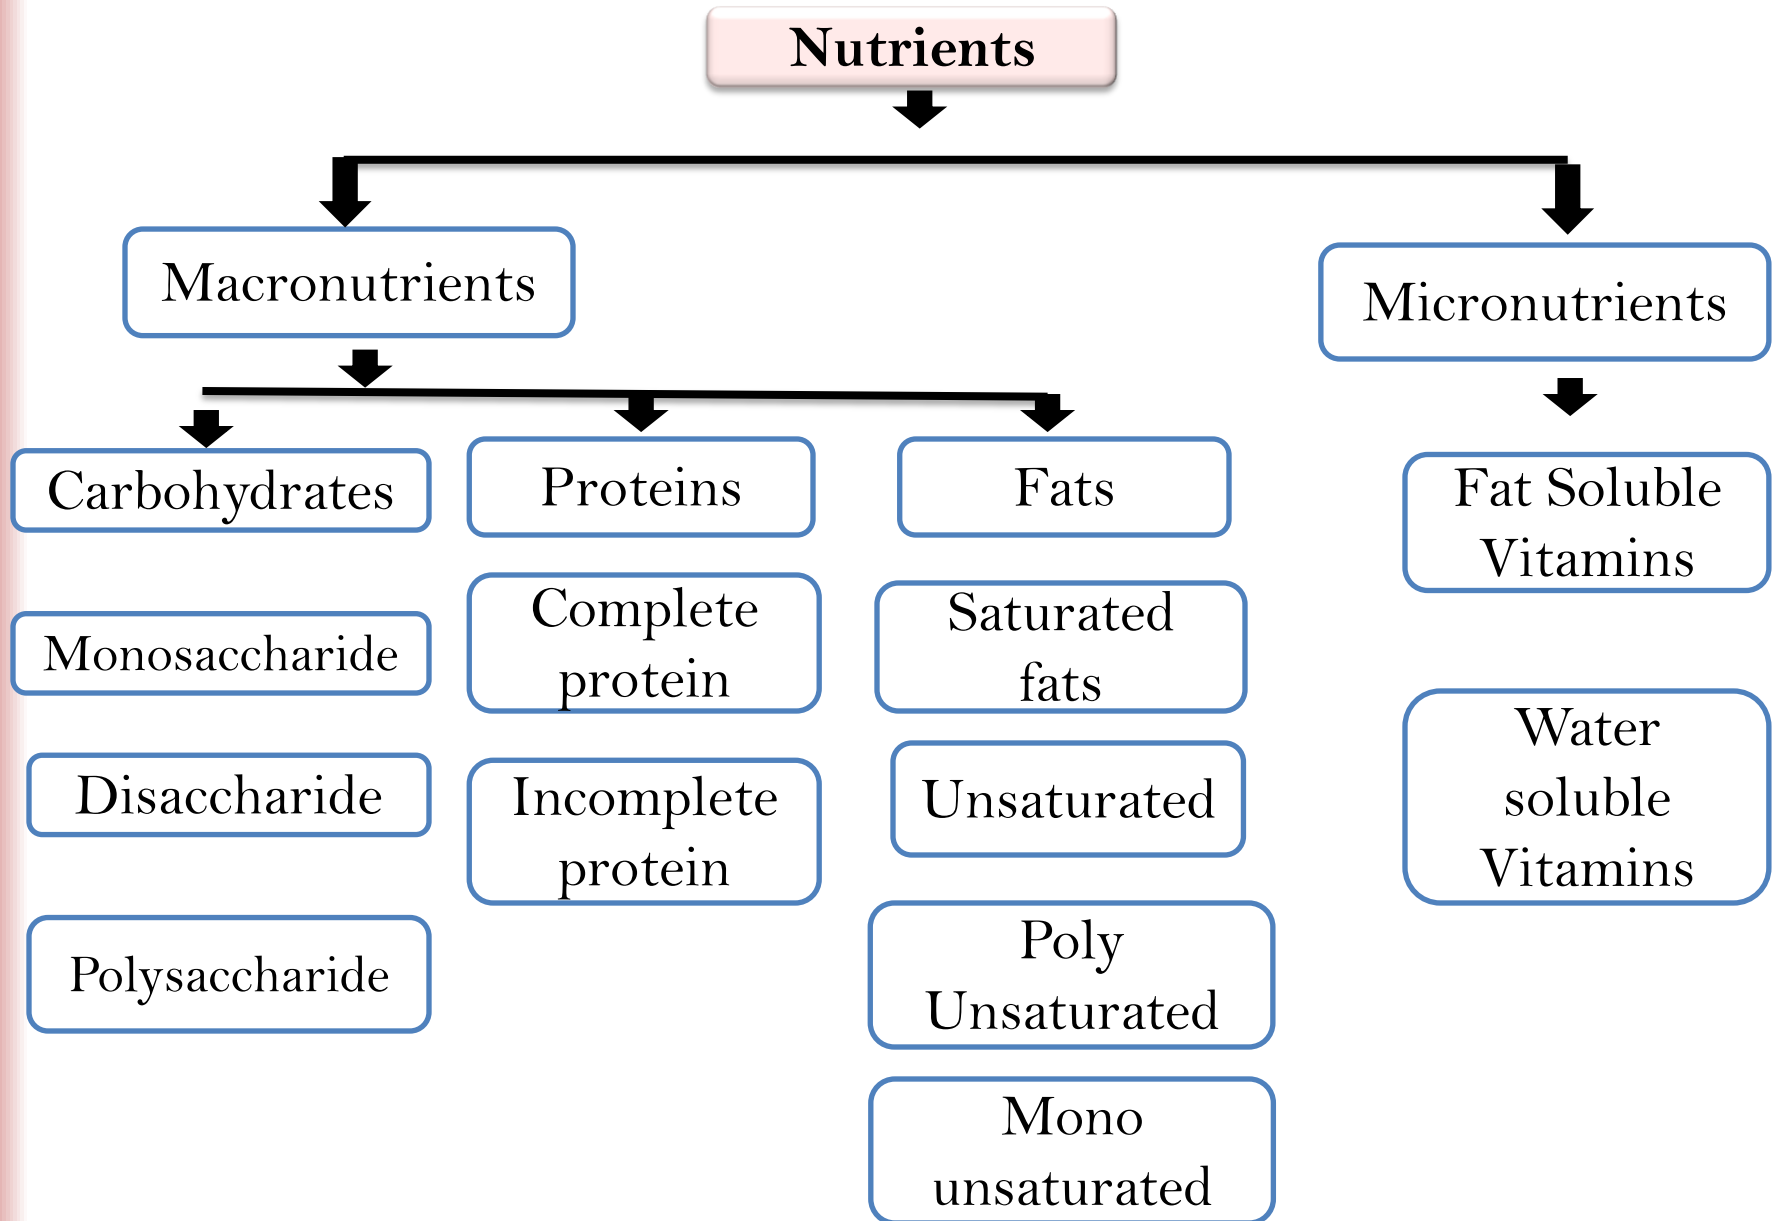 Nutrients
Macronutrients
Micronutrients
Carbohydrates
Proteins
Fats
Fat Soluble
Vitamins
Monosaccharide
Complete
protein
Saturated
fats
Water
soluble
Vitamins
Disaccharide
Incomplete
protein
Unsaturated
Polysaccharide
Poly
Unsaturated
Mono
unsaturated